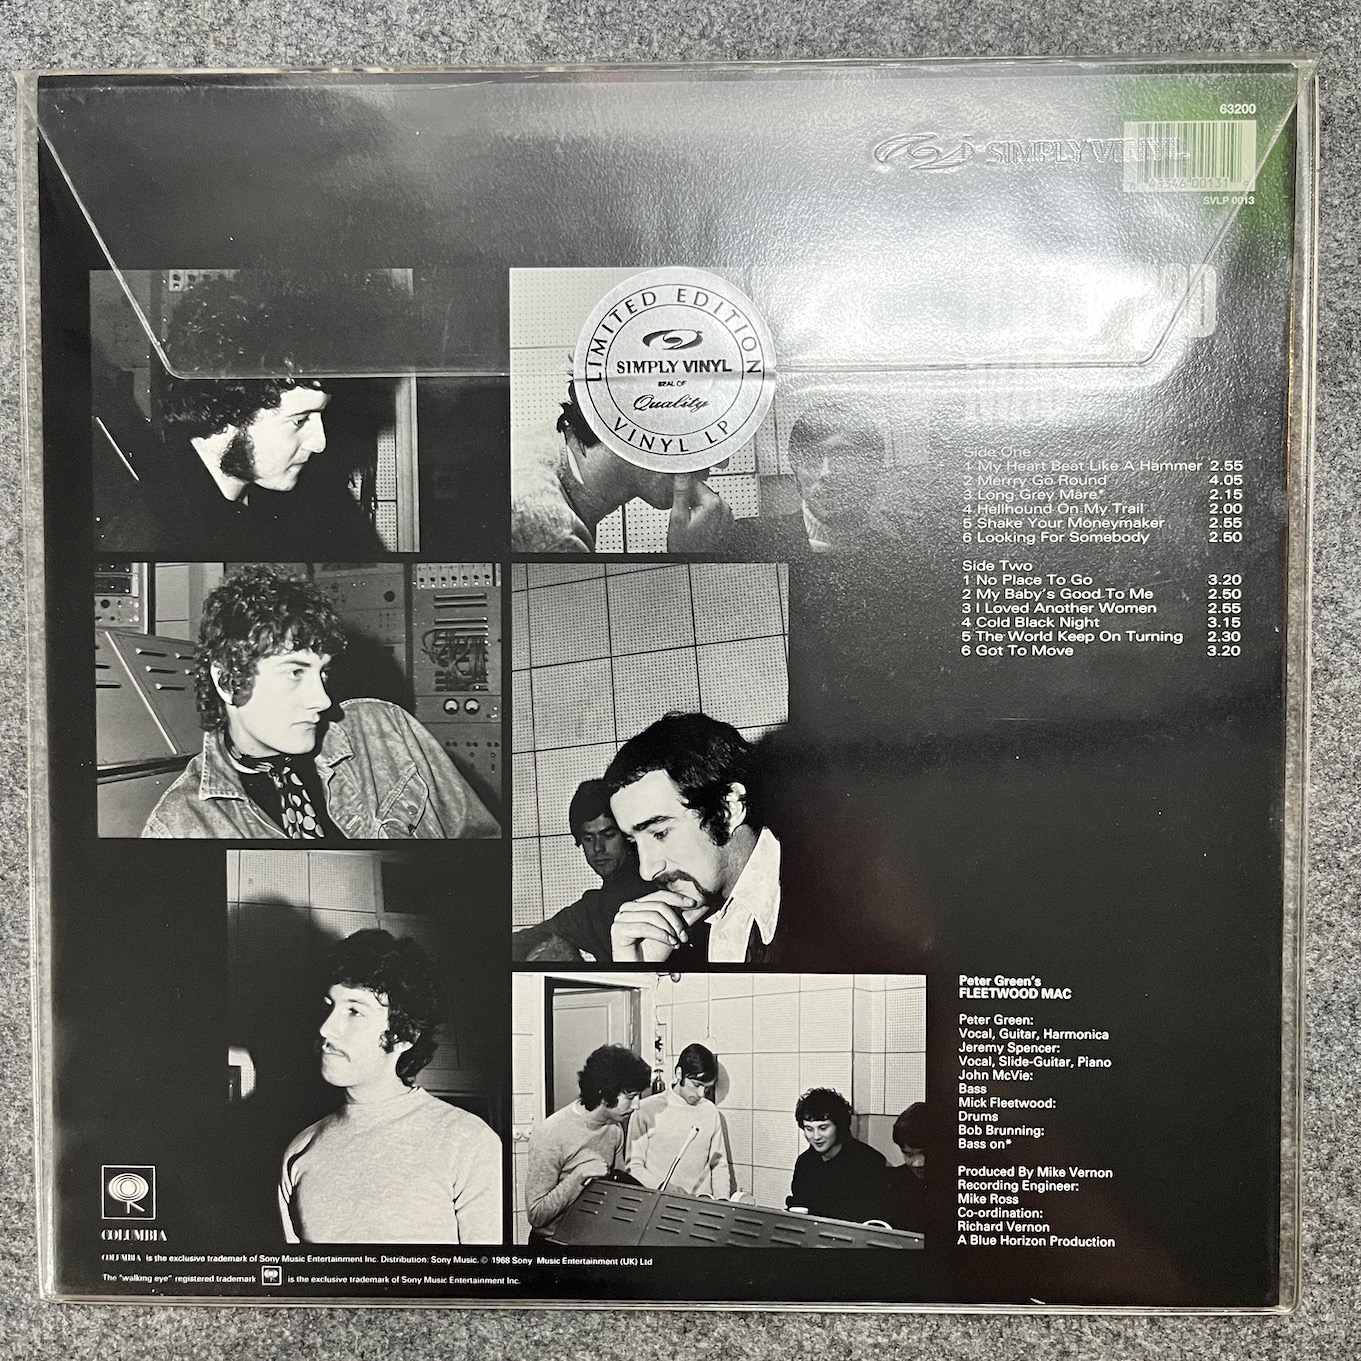 63200
SIMPLY VINYL
SVLP 0013
LIMITED EDITION
SIMPLY VINYL
SEAL OF
Quality
VINYL LP
Side One
1 My Heart Beat Like A Hammer 2.55
2 Merrry Go Round 4.05
3 Long Grey Mare* 2.15
4 Hellhound On My Trail 2.00
5 Shake Your Moneymaker 2.55
6 Looking For Somebody 2.50
Side Two
1 No Place To Go 3.20
2 My Baby's Good To Me 2.50
3 I Loved Another Women 2.55
4 Cold Black Night 3.15
5 The World Keep On Turning 2.30
6 Got To Move 3.20
Peter Green's
FLEETWOOD MAC
Peter Green:
Vocal, Guitar, Harmonica
Jeremy Spencer:
Vocal, Slide-Guitar, Piano
John McVie:
Bass
Mick Fleetwood:
Drums
Bob Brunning:
Bass on*
Produced By Mike Vernon
Recording Engineer:
Mike Ross
Co-ordination:
Richard Vernon
A Blue Horizon Production
COLUMBIA
COLUMBIA is the exclusive trademark of Sony Music Entertainment Inc. Distribution: Sony Music. © 1968 Sony Music Entertainment (UK) Ltd
The "walking eye" registered trademark is the exclusive trademark of Sony Music Entertainment Inc.